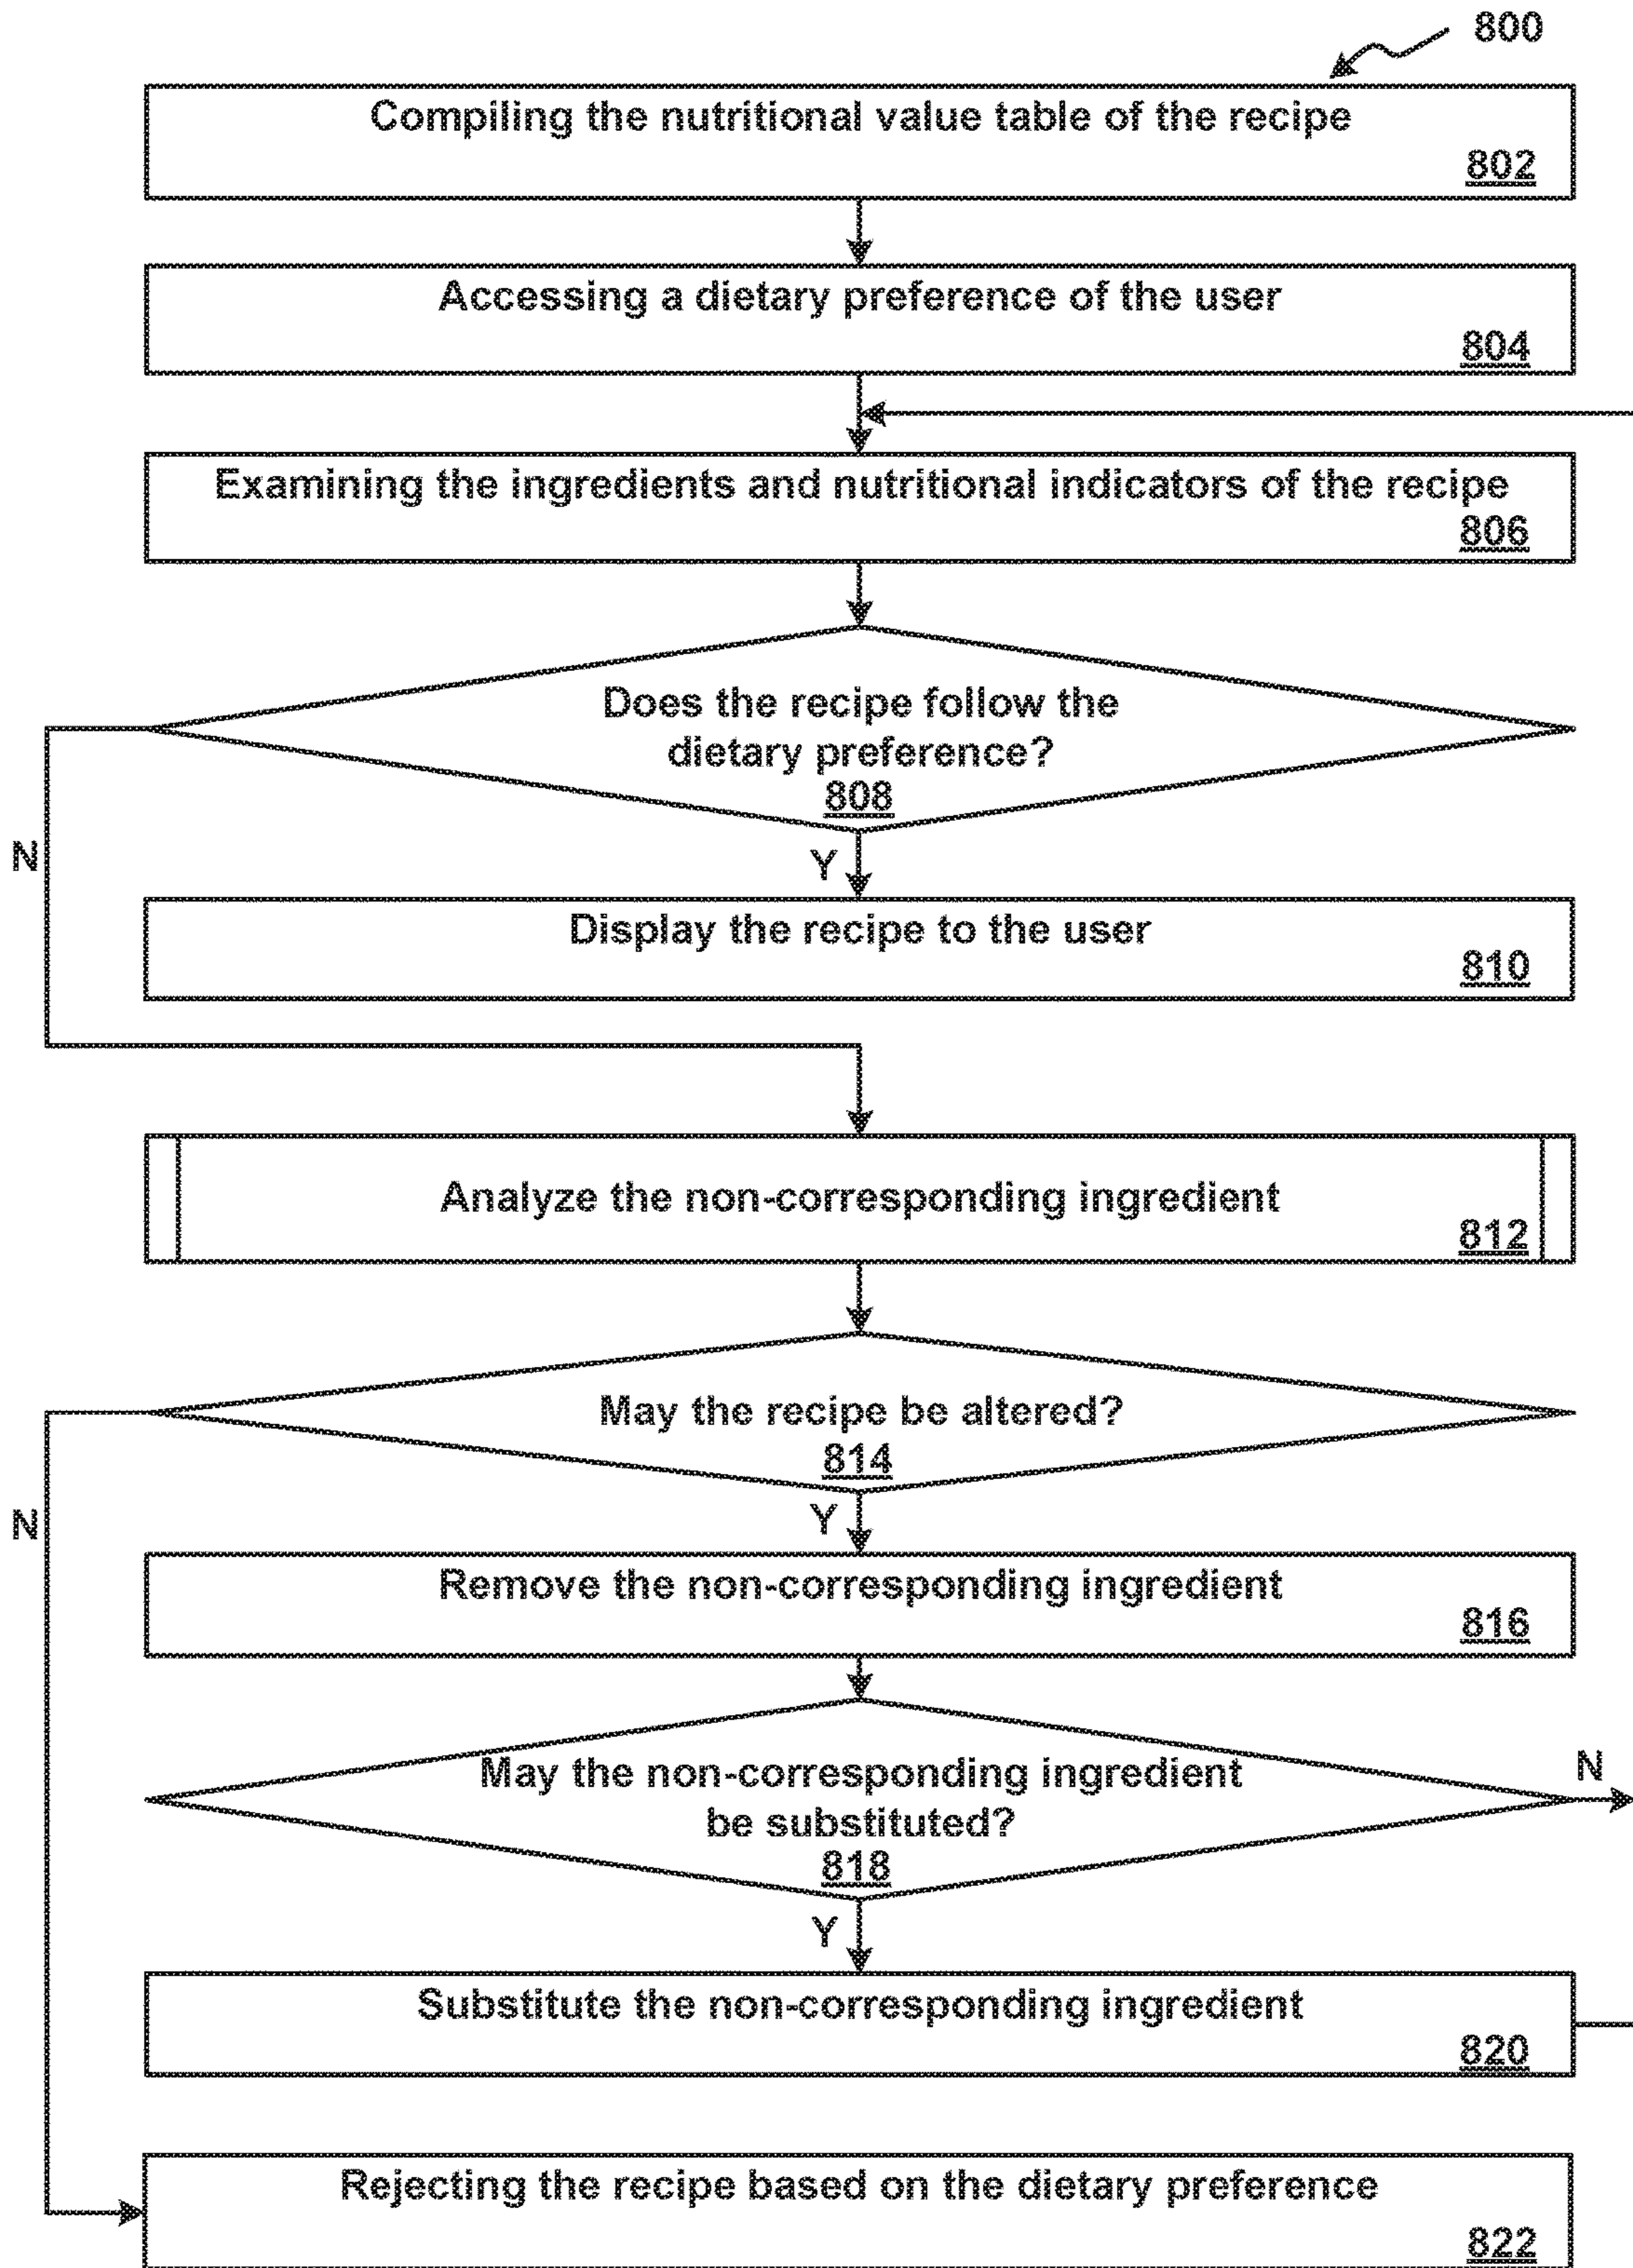 800
Compiling the nutritional value table of the recipe
802
Accessing a dietary preference of the user
804
Examining the ingredients and nutritional indicators of the recipe
806
Does the recipe follow the
dietary preference?
808
N
Y
Display the recipe to the user
810
Analyze the non-corresponding ingredient
812
May the recipe be altered?
814
N
Y
Remove the non-corresponding ingredient
816
May the non-corresponding ingredient
be substituted?
818
N
Y
Substitute the non-corresponding ingredient
820
Rejecting the recipe based on the dietary preference
822